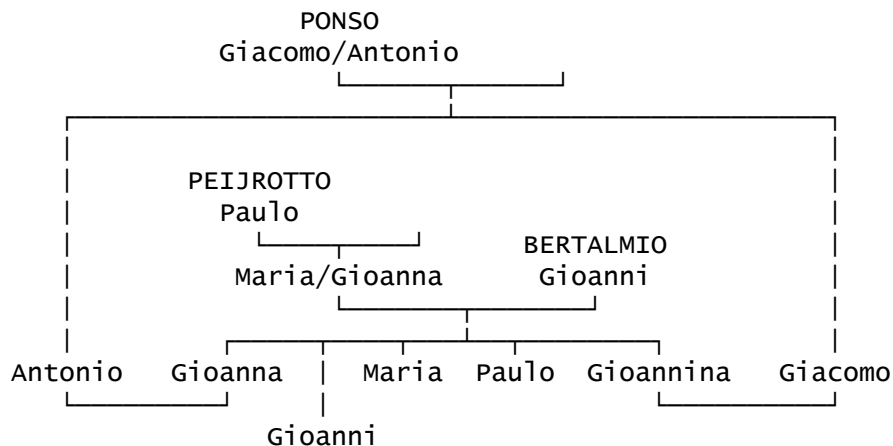 PONSO
Giacomo/Antonio
PEIJROTTO
Paulo
BERTALMIO
Maria/Gioanna Gioanni
Antonio Gioanna Maria Paulo Gioannina Giacomo
Gioanni